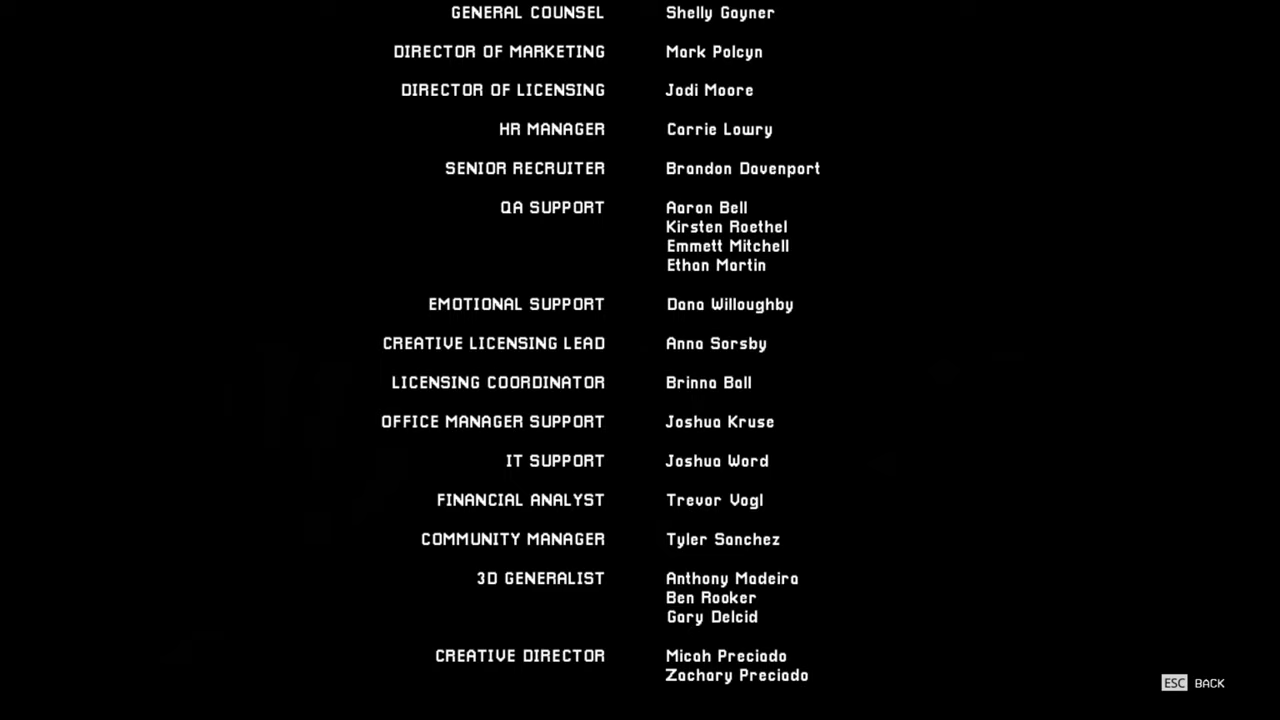 GENERAL COUNSEL Shelly Gayner
DIRECTOR OF MARKETING Mark Polcyn
DIRECTOR OF LICENSING Jodi Moore
HR MANAGER Carrie Lowry
SENIOR RECRUITER Brandon Davenport
QA SUPPORT Aaron Bell
Kirsten Roethel
Emmett Mitchell
Ethan Martin
EMOTIONAL SUPPORT Dana Willoughby
CREATIVE LICENSING LEAD Anna Sorsby
LICENSING COORDINATOR Brinna Ball
OFFICE MANAGER SUPPORT Joshua Kruse
IT SUPPORT Joshua Word
FINANCIAL ANALYST Trevor Vogl
COMMUNITY MANAGER Tyler Sanchez
3D GENERALIST Anthony Madeira
Ben Rooker
Gary Delcid
CREATIVE DIRECTOR Micah Preciado
Zachary Preciado
ESC BACK